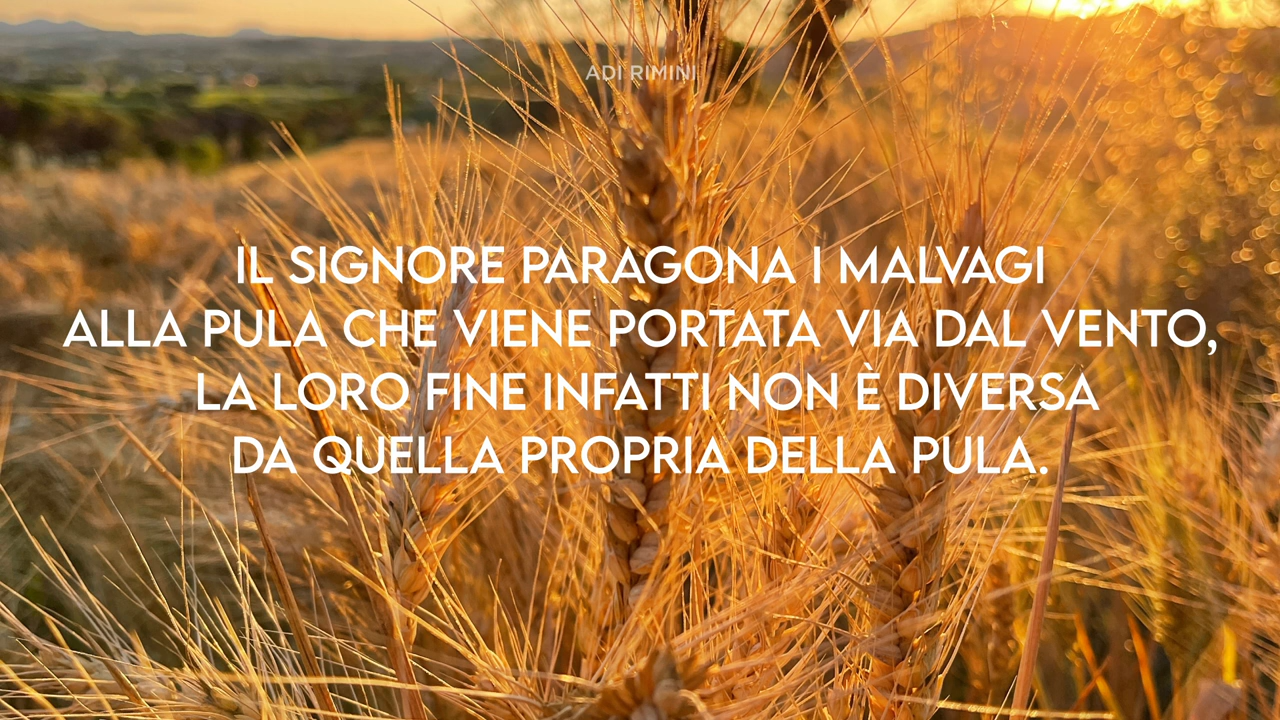 ADI RIMINI
IL SIGNORE PARAGONA I MALVAGI
ALLA PULA CHE VIENE PORTATA VIA DAL VENTO,
LA LORO FINE INFATTI NON È DIVERSA
DA QUELLA PROPRIA DELLA PULA.